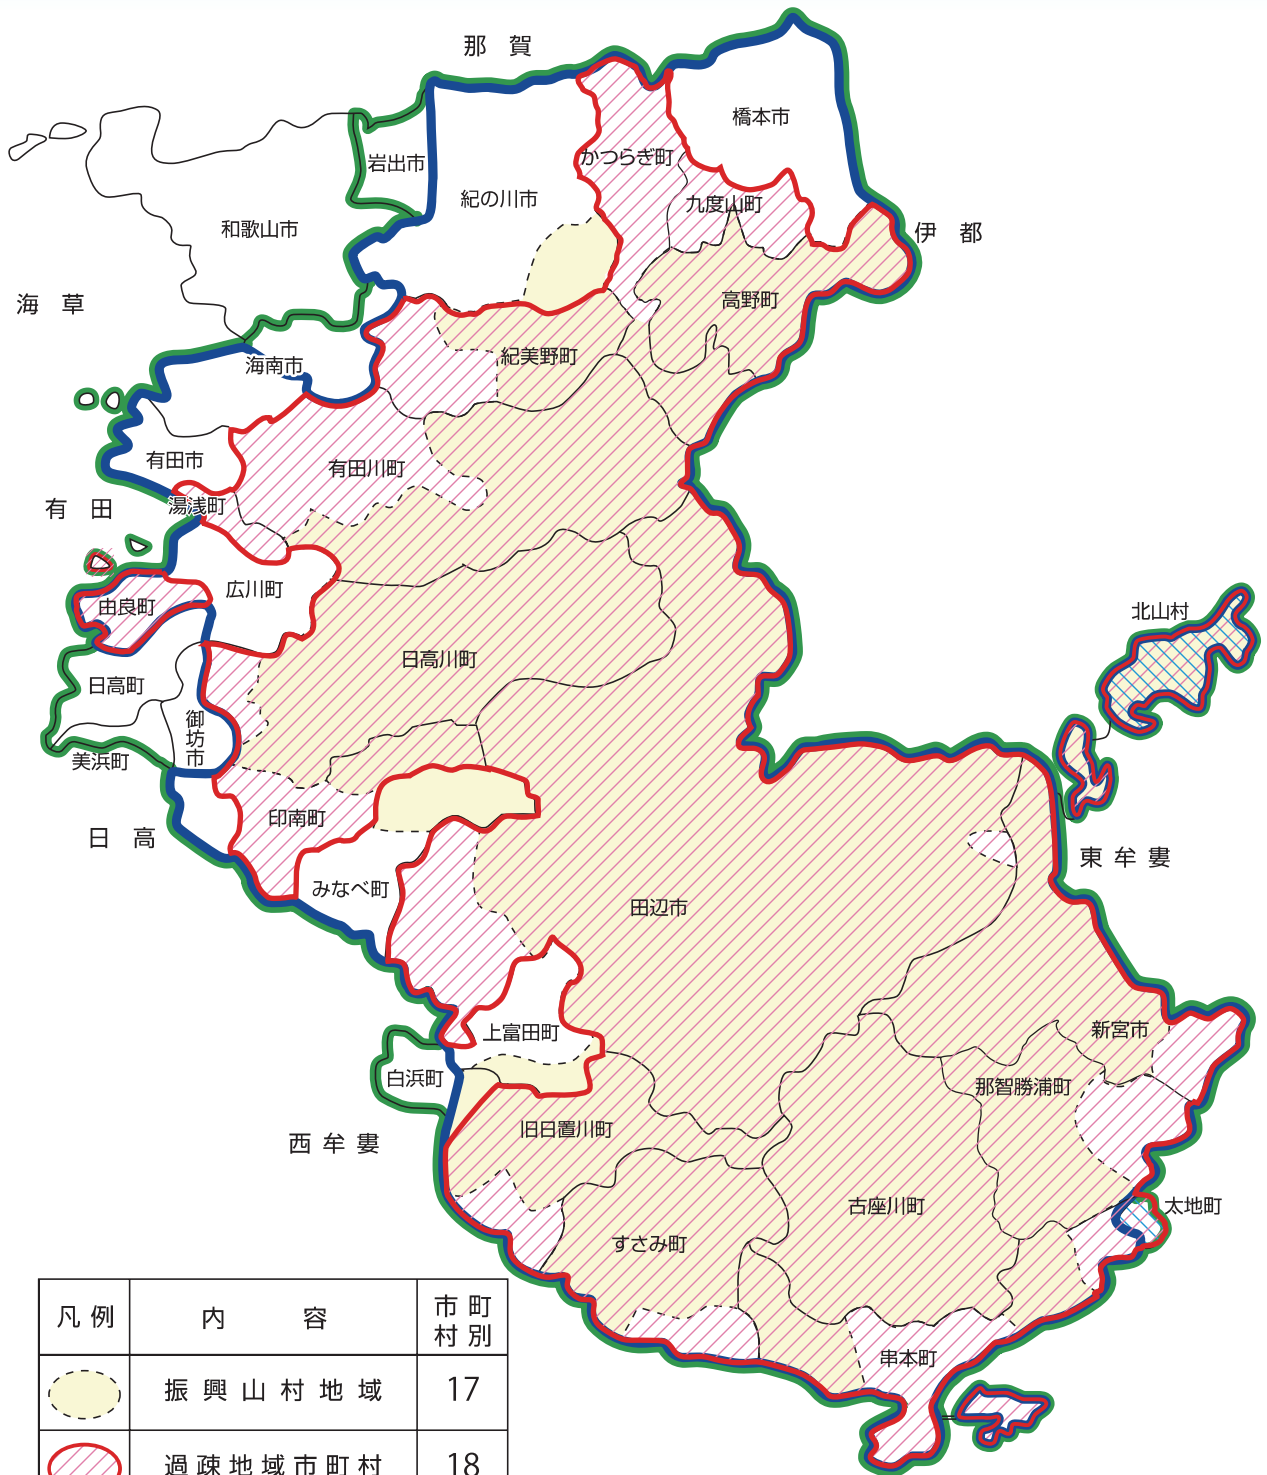 那賀
橋本市
かつらぎ町
岩出市
紀の川市
九度山町
和歌山市
伊都
海草
高野町
紀美野町
海南市
有田市
有田川町
有田
湯浅町
広川町
由良町
北山村
日高川町
日高町
御坊市
美浜町
印南町
日高
東牟婁
みなべ町
田辺市
上富田町
新宮市
白浜町
那智勝浦町
旧日置川町
西牟婁
古座川町
太地町
すさみ町
串本町
凡例 内容 市町村別
振興山村地域 17
過疎地域市町村 18